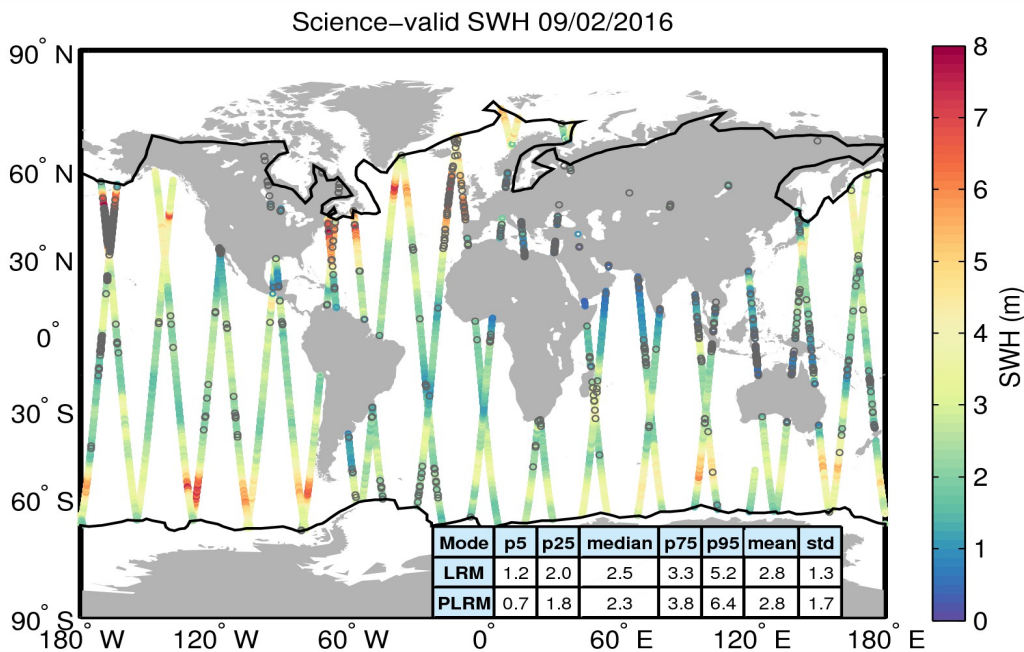 Science−valid SWH 09/02/2016
90° N
60° N
30° N
0°
30° S
60° S
90° S
180° W 120° W 60° W 0° 60° E 120° E 180° E
Mode p5 p25 median p75 p95 mean std
LRM 1.2 2.0 2.5 3.3 5.2 2.8 1.3
PLRM 0.7 1.8 2.3 3.8 6.4 2.8 1.7
8
7
6
5
4
3
2
1
0
SWH (m)